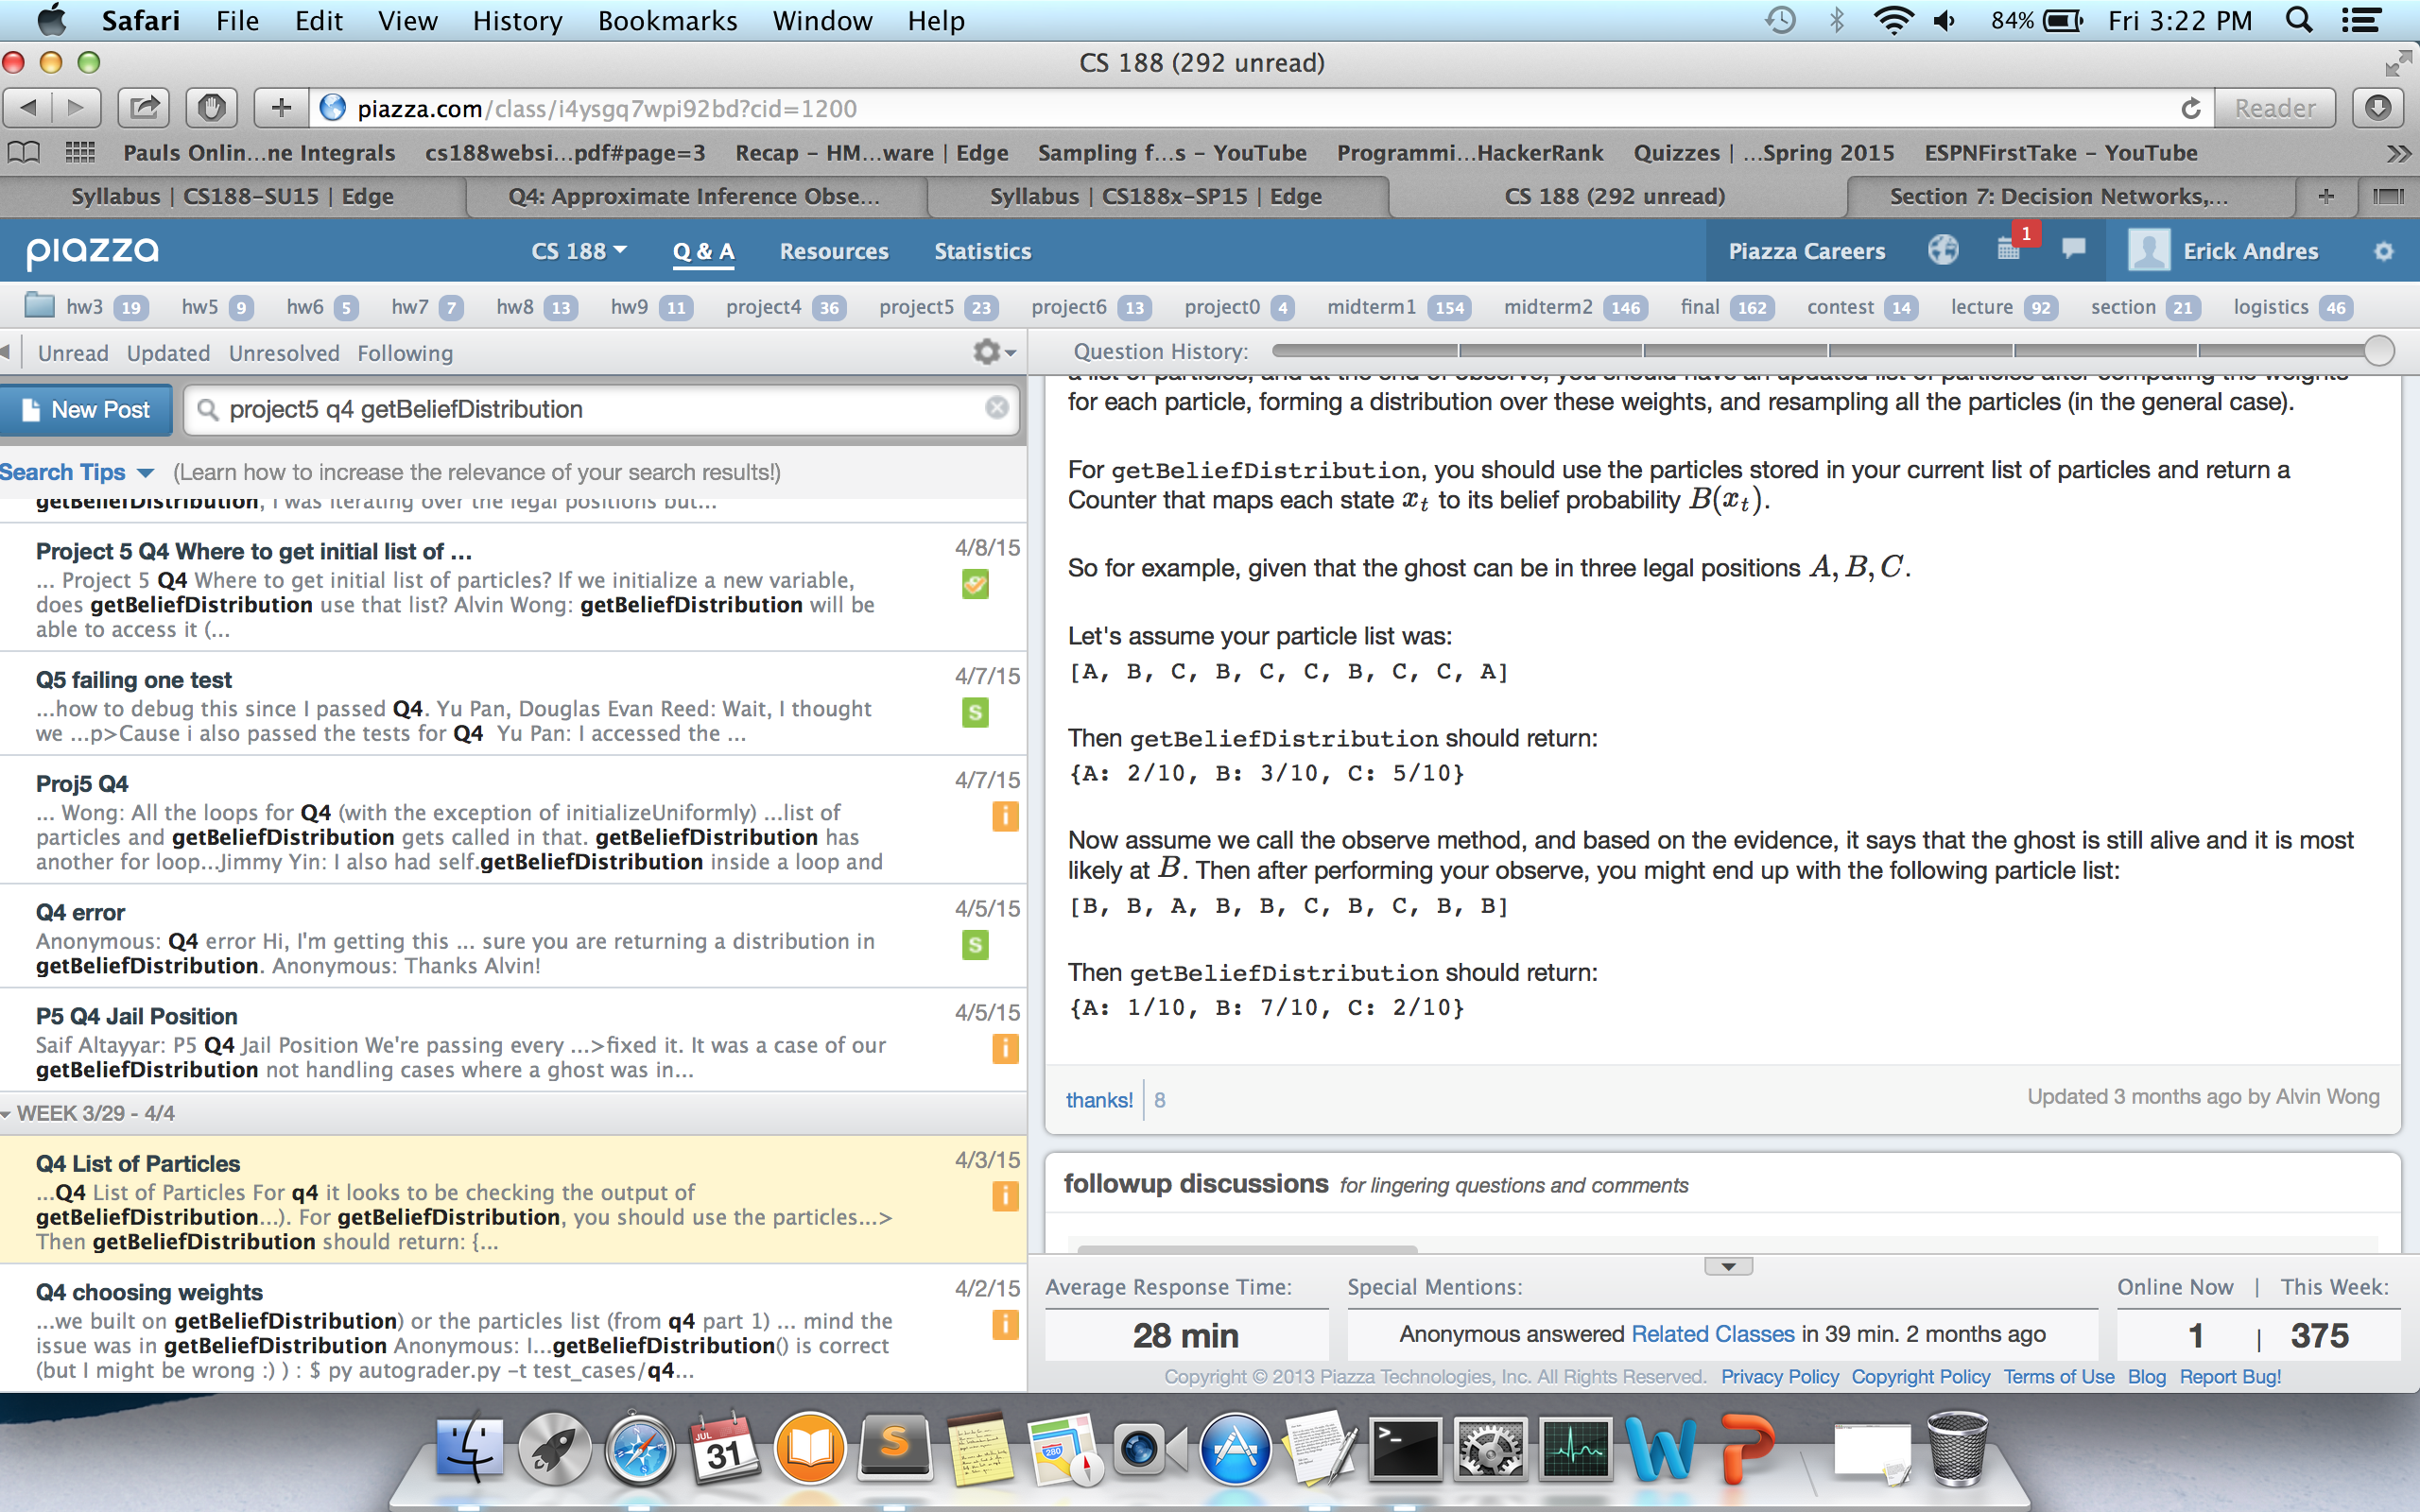 Safari File Edit View History Bookmarks Window Help 84% Fri 3:22 PM
CS 188 (292 unread)
piazza.com/class/i4ysgq7wpi92bd?cid=1200 Reader
Pauls Onlin...ne Integrals cs188websi...pdf#page=3 Recap – HM...ware | Edge Sampling f...s – YouTube Programmi...HackerRank Quizzes | ...Spring 2015 ESPNFirstTake – YouTube
Syllabus | CS188-SU15 | Edge Q4: Approximate Inference Obse... Syllabus | CS188x-SP15 | Edge CS 188 (292 unread) Section 7: Decision Networks,...
piazza CS 188 Q & A Resources Statistics Piazza Careers 1 Erick Andres
hw3 19 hw5 9 hw6 5 hw7 7 hw8 13 hw9 11 project4 36 project5 23 project6 13 project0 4 midterm1 154 midterm2 146 final 162 contest 14 lecture 92 section 21 logistics 46
Unread Updated Unresolved Following
New Post project5 q4 getBeliefDistribution
Search Tips (Learn how to increase the relevance of your search results!)
getBeliefDistribution, I was iterating over the legal positions but...
Project 5 Q4 Where to get initial list of ... 4/8/15
... Project 5 Q4 Where to get initial list of particles? If we initialize a new variable,
does getBeliefDistribution use that list? Alvin Wong: getBeliefDistribution will be
able to access it (...
Q5 failing one test 4/7/15
...how to debug this since I passed Q4. Yu Pan, Douglas Evan Reed: Wait, I thought S
we ...p>Cause i also passed the tests for Q4 Yu Pan: I accessed the ...
Proj5 Q4 4/7/15
... Wong: All the loops for Q4 (with the exception of initializeUniformly) ...list of i
particles and getBeliefDistribution gets called in that. getBeliefDistribution has
another for loop...Jimmy Yin: I also had self.getBeliefDistribution inside a loop and
Q4 error 4/5/15
Anonymous: Q4 error Hi, I'm getting this ... sure you are returning a distribution in S
getBeliefDistribution. Anonymous: Thanks Alvin!
P5 Q4 Jail Position 4/5/15
Saif Altayyar: P5 Q4 Jail Position We're passing every ...>fixed it. It was a case of our i
getBeliefDistribution not handling cases where a ghost was in...
WEEK 3/29 - 4/4
Q4 List of Particles 4/3/15
...Q4 List of Particles For q4 it looks to be checking the output of i
getBeliefDistribution...). For getBeliefDistribution, you should use the particles...>
Then getBeliefDistribution should return: {...
Q4 choosing weights 4/2/15
...we built on getBeliefDistribution) or the particles list (from q4 part 1) ... mind the i
issue was in getBeliefDistribution Anonymous: I...getBeliefDistribution() is correct
(but I might be wrong :) ) : $ py autograder.py -t test_cases/q4...
Question History:
a list of particles, and at the end of observe, you should have an updated list of particles after computing the weights
for each particle, forming a distribution over these weights, and resampling all the particles (in the general case).
For getBeliefDistribution, you should use the particles stored in your current list of particles and return a
Counter that maps each state xₜ to its belief probability B(xₜ).
So for example, given that the ghost can be in three legal positions A, B, C.
Let's assume your particle list was:
[A, B, C, B, C, C, B, C, C, A]
Then getBeliefDistribution should return:
{A: 2/10, B: 3/10, C: 5/10}
Now assume we call the observe method, and based on the evidence, it says that the ghost is still alive and it is most
likely at B. Then after performing your observe, you might end up with the following particle list:
[B, B, A, B, B, C, B, C, B, B]
Then getBeliefDistribution should return:
{A: 1/10, B: 7/10, C: 2/10}
thanks! 8 Updated 3 months ago by Alvin Wong
followup discussions for lingering questions and comments
Average Response Time: Special Mentions: Online Now | This Week:
28 min Anonymous answered Related Classes in 39 min. 2 months ago 1 | 375
Copyright © 2013 Piazza Technologies, Inc. All Rights Reserved. Privacy Policy Copyright Policy Terms of Use Blog Report Bug!
JUL
31
280